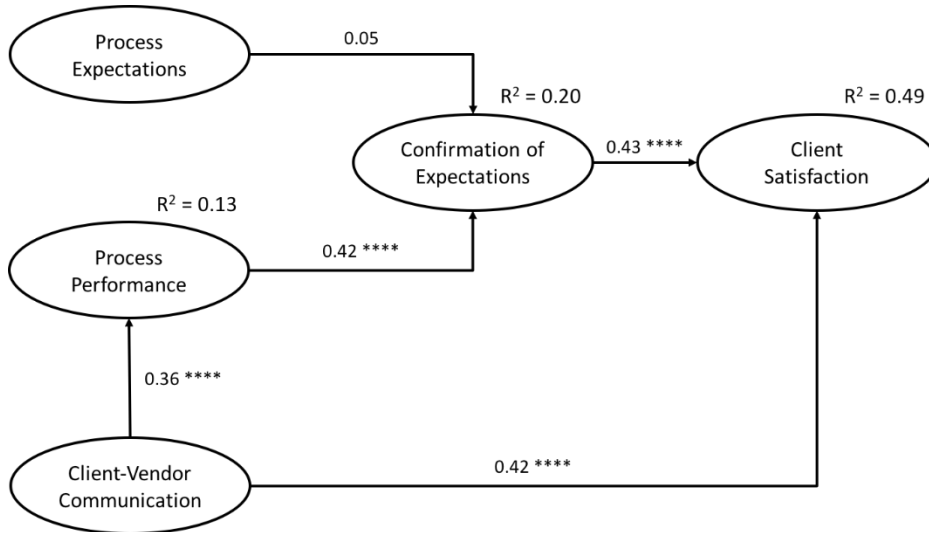 Process
Expectations
0.05
R² = 0.20
R² = 0.49
Confirmation of
Expectations
0.43 ****
Client
Satisfaction
R² = 0.13
Process
Performance
0.42 ****
0.36 ****
Client-Vendor
Communication
0.42 ****